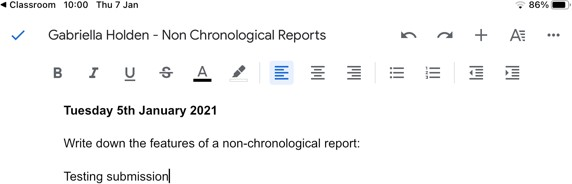 Classroom 10:00 Thu 7 Jan 86%
Gabriella Holden - Non Chronological Reports
B I U S A
Tuesday 5th January 2021
Write down the features of a non-chronological report:
Testing submission